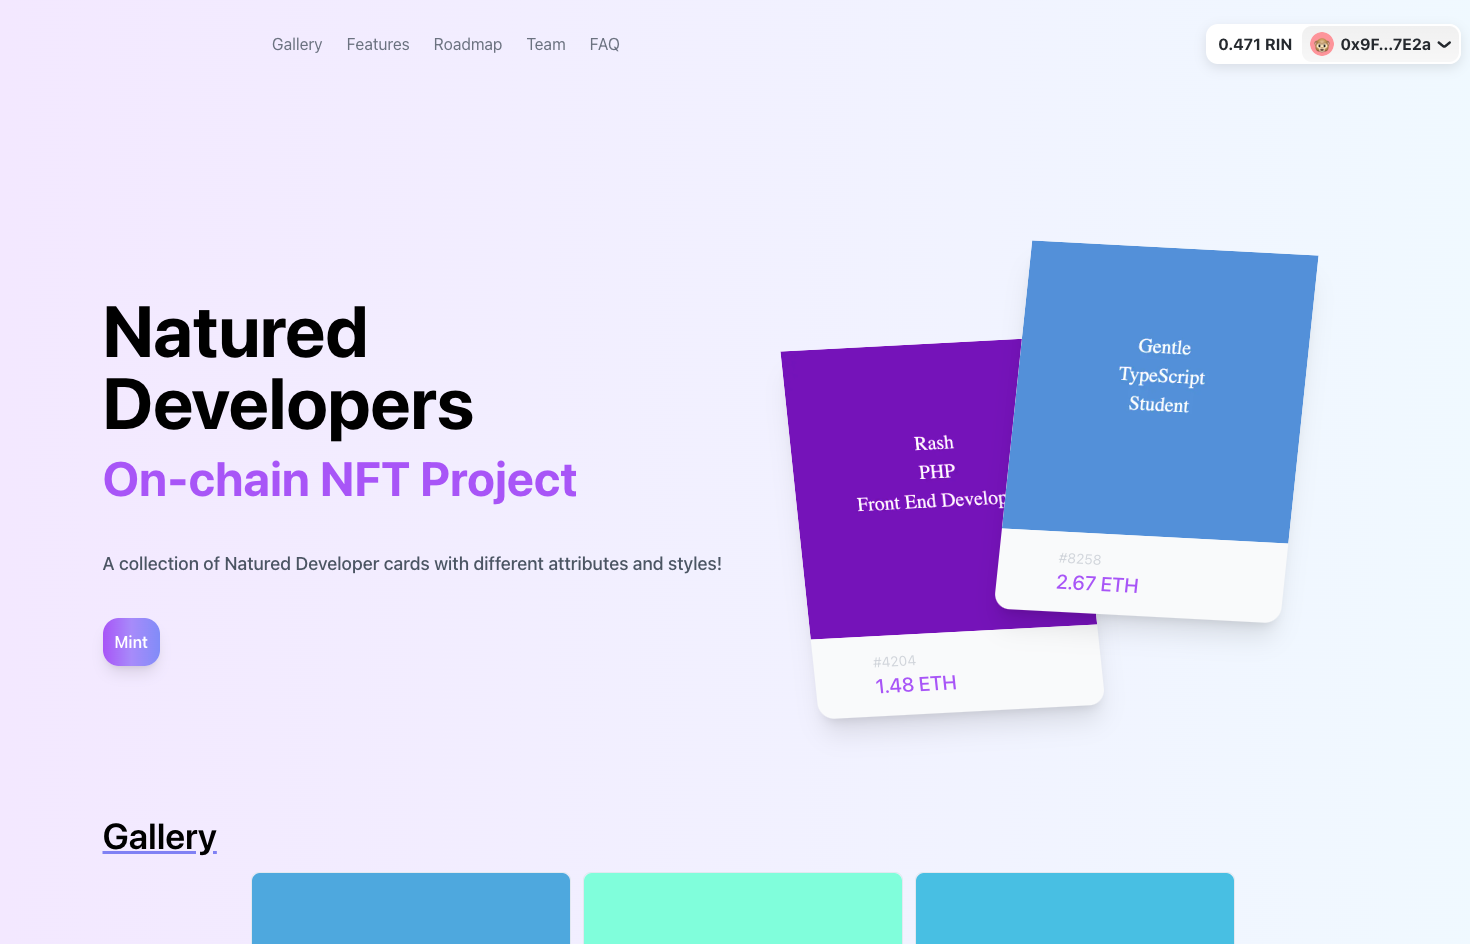 Gallery Features Roadmap Team FAQ
0.471 RIN 0x9F...7E2a
Natured
Developers
On-chain NFT Project
A collection of Natured Developer cards with different attributes and styles!
Mint
Rash
PHP
Front End Develop
#4204
1.48 ETH
Gentle
TypeScript
Student
#8258
2.67 ETH
Gallery